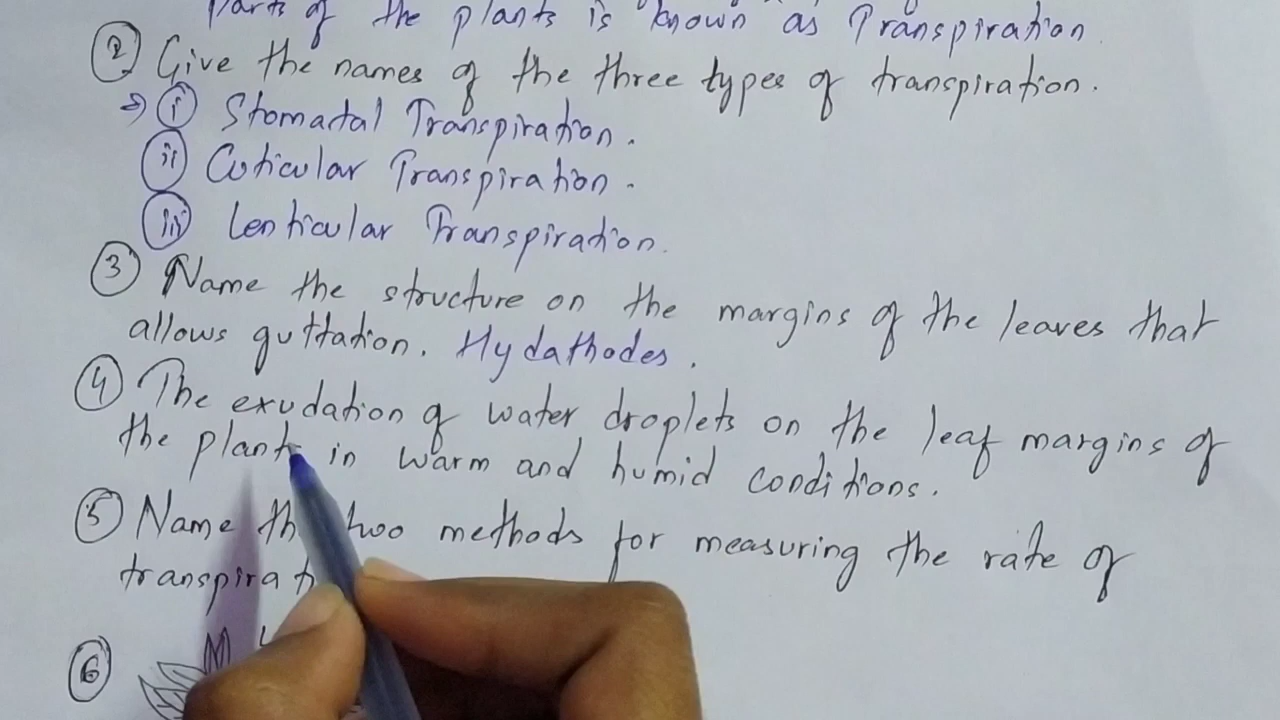 parts of the plants is known as Transpiration.
② Give the names of the three types of transpiration.
→ ⓘ Stomatal Transpiration.
ii Cuticular Transpiration.
iii Lenticular Transpiration.
③ Name the structure on the margins of the leaves that
allows guttation. Hydathodes.
④ The exudation of water droplets on the leaf margins of
the plant in warm and humid conditions.
⑤ Name two methods for measuring the rate of
⑥